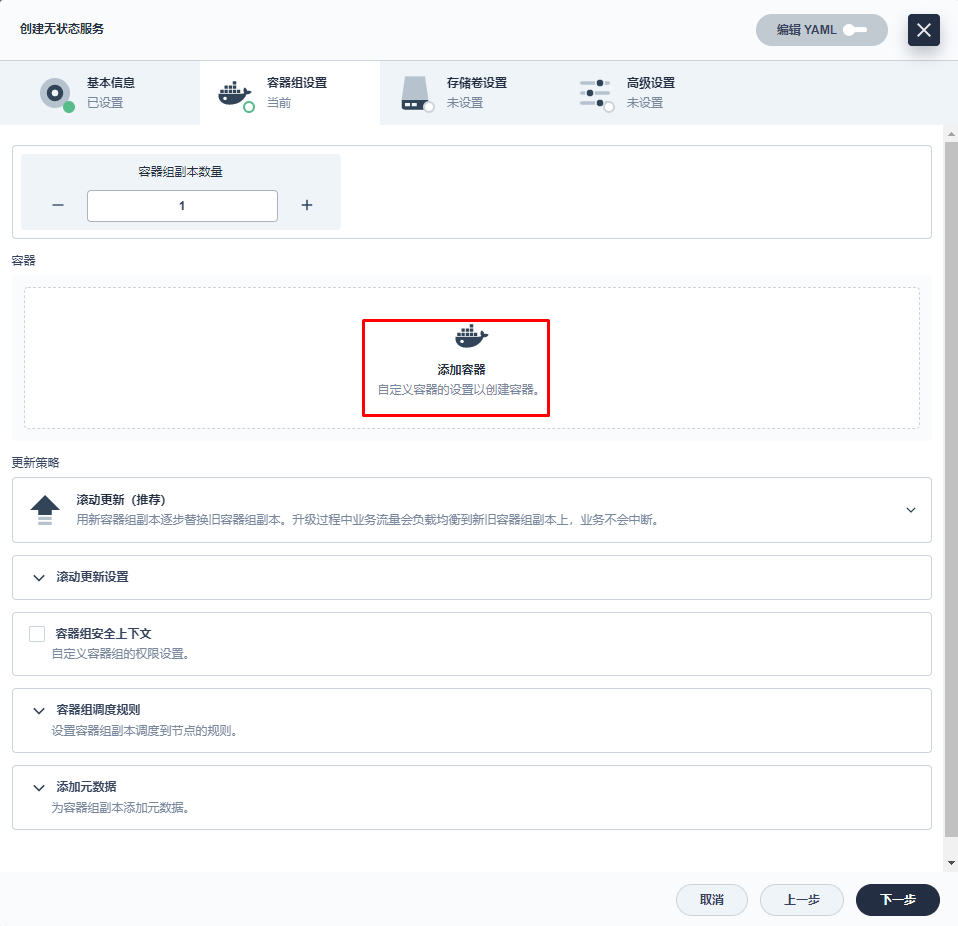 创建无状态服务
编辑 YAML
基本信息
已设置
容器组设置
当前
存储卷设置
未设置
高级设置
未设置
容器组副本数量
1
容器
添加容器
自定义容器的设置以创建容器。
更新策略
滚动更新（推荐）
用新容器组副本逐步替换旧容器组副本。升级过程中业务流量会负载均衡到新旧容器组副本上，业务不会中断。
滚动更新设置
容器组安全上下文
自定义容器组的权限设置。
容器组调度规则
设置容器组副本调度到节点的规则。
添加元数据
为容器组副本添加元数据。
取消
上一步
下一步